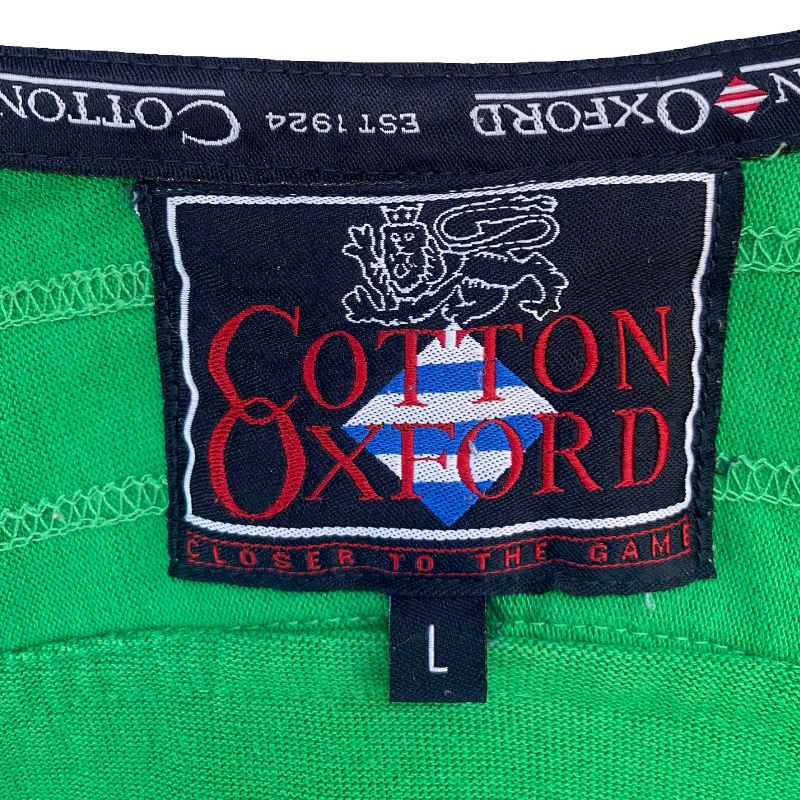 N OXFORD EST 1924 COTTON
COTTON
OXFORD
CLOSER TO THE GAME
L